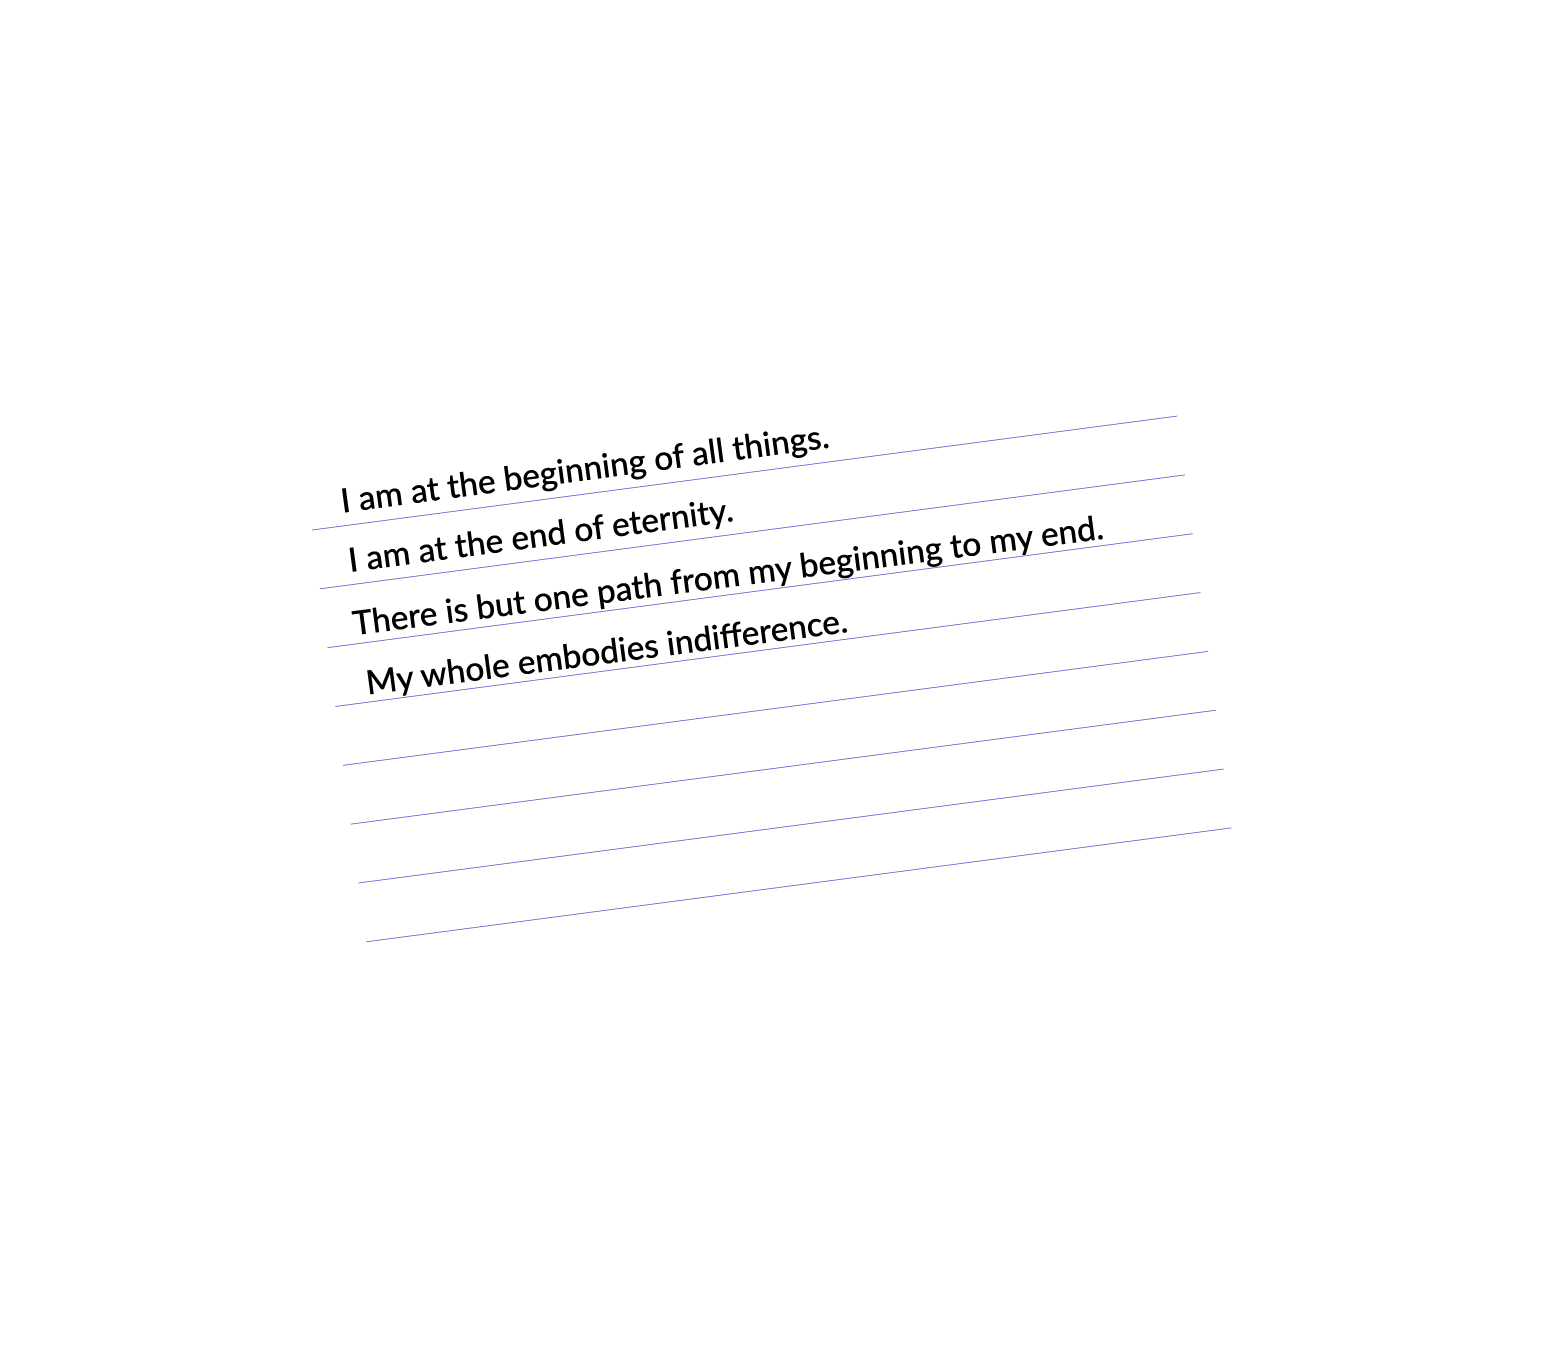 I am at the beginning of all things.
I am at the end of eternity.
There is but one path from my beginning to my end.
My whole embodies indifference.